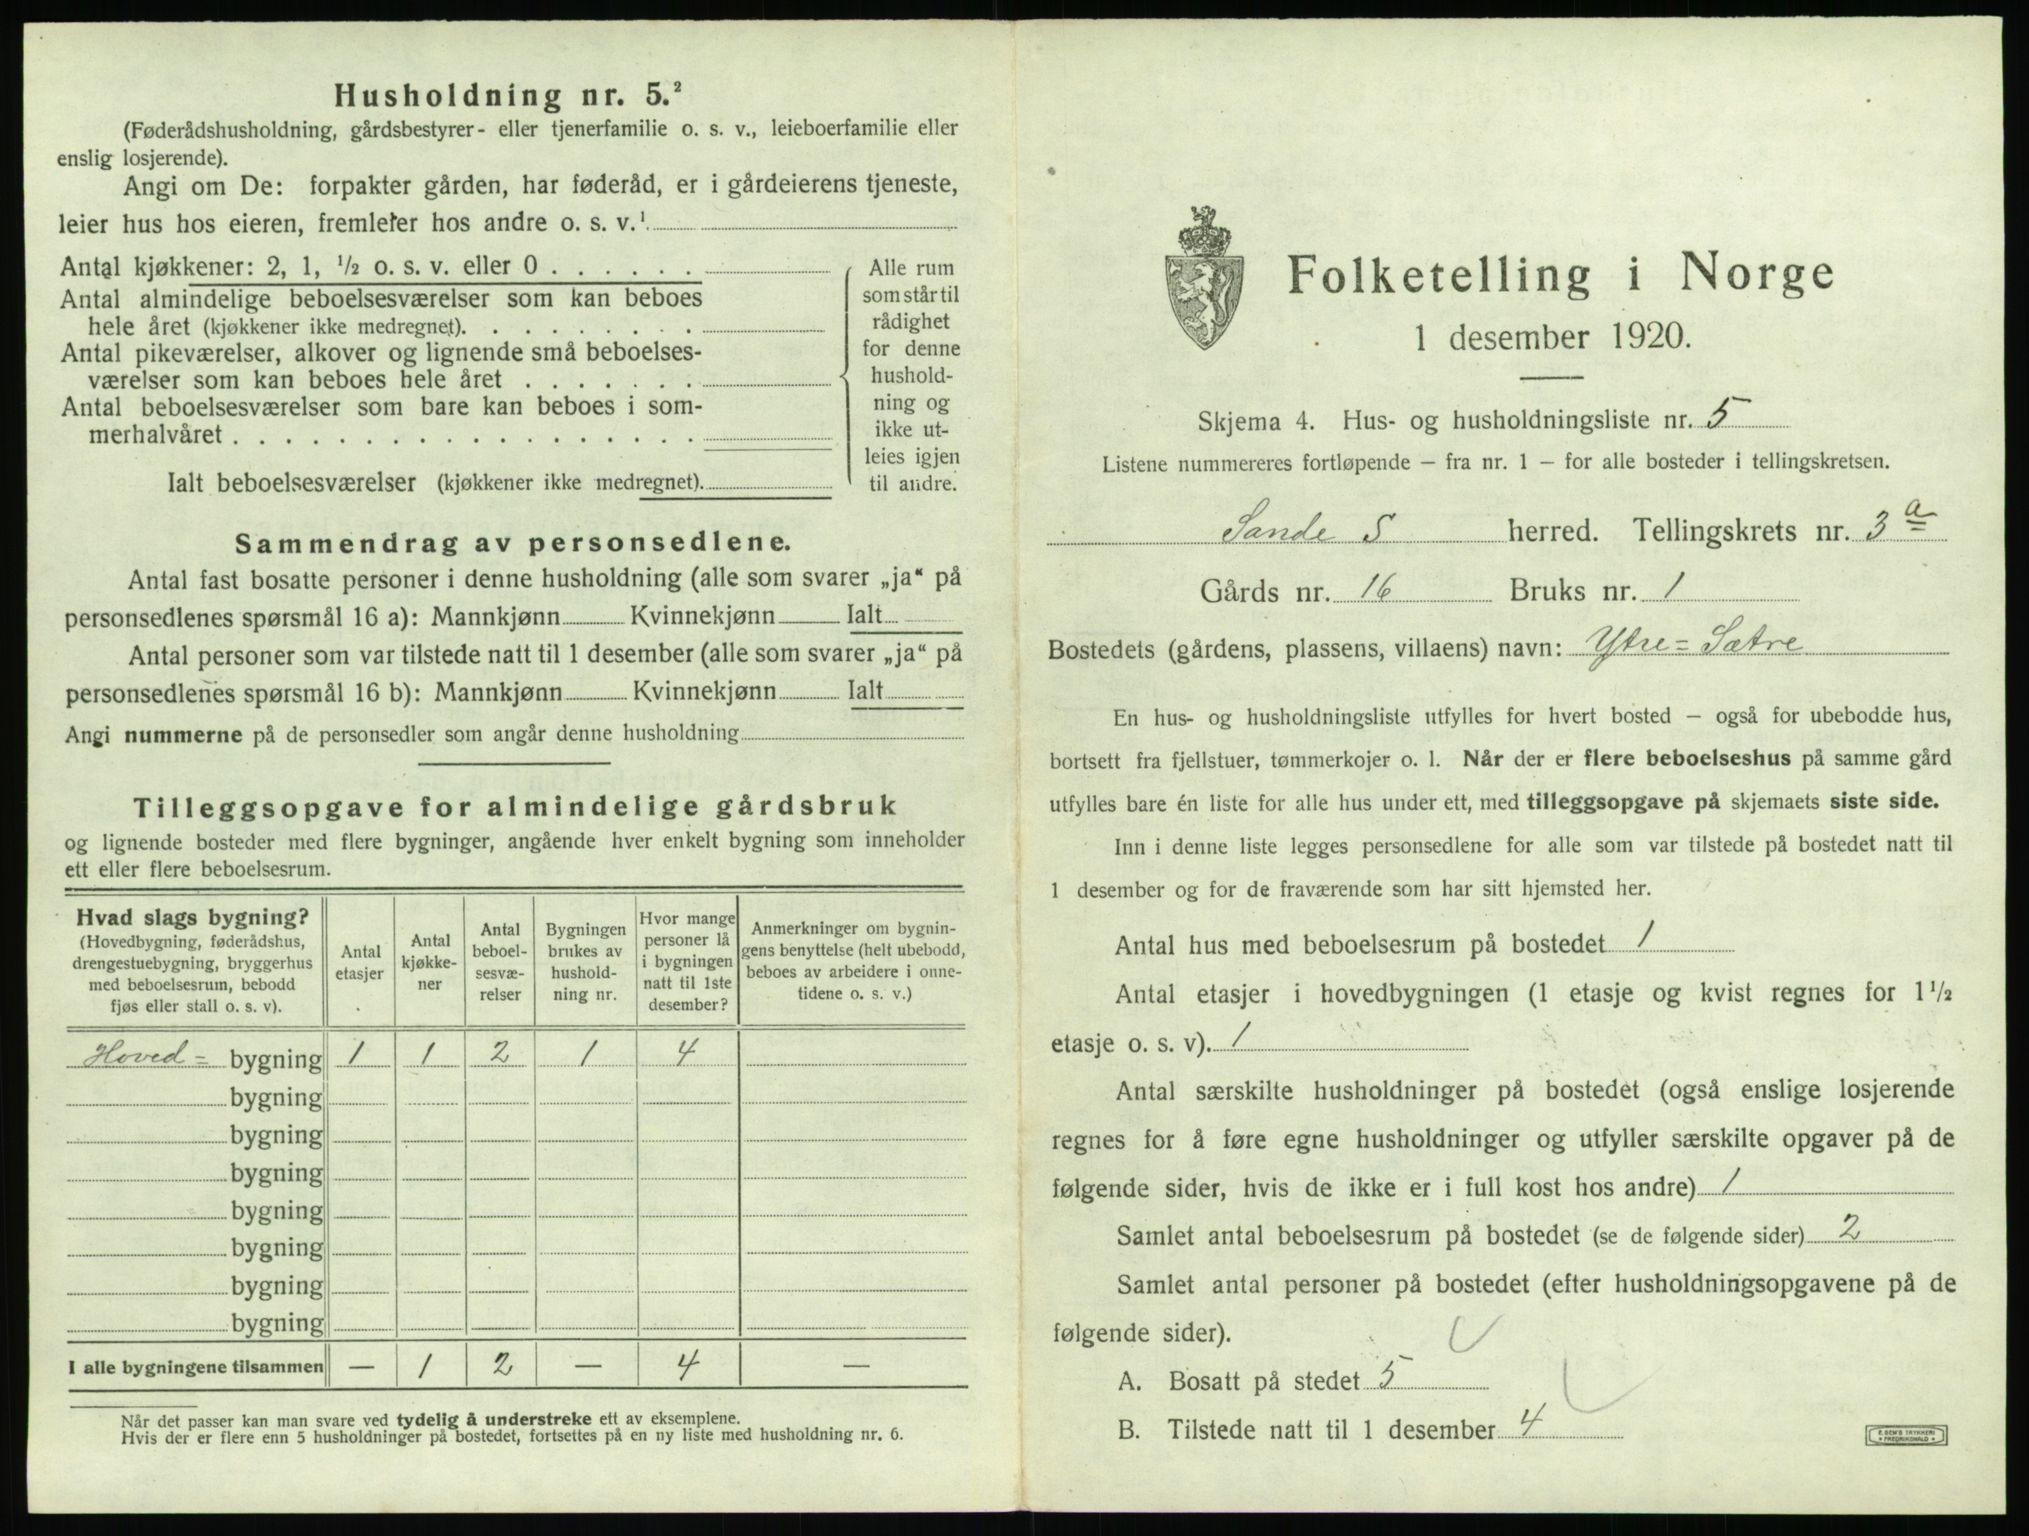 Husholdning nr. 5.²
(Føderådshusholdning, gårdsbestyrer- eller tjenerfamilie o. s. v., leieboerfamilie eller
enslig losjerende).
Angi om De: forpakter gården, har føderåd, er i gårdeierens tjeneste,
leier hus hos eieren, fremleier hos andre o. s. v.¹
Antal kjøkkener: 2, 1, ½ o. s. v. eller 0 . . . . . .
Antal almindelige beboelsesværelser som kan beboes
hele året (kjøkkener ikke medregnet). . . . . . . . .
Antal pikeværelser, alkover og lignende små beboelses-
værelser som kan beboes hele året . . . . . . .
Antal beboelsesværelser som bare kan beboes i som-
merhalvåret . . . . . . . . . . . . . . . . . .
Ialt beboelsesværelser (kjøkkener ikke medregnet).
Alle rum
som står til
rådighet
for denne
hushold-
ning og
ikke ut-
leies igjen
til andre.
Sammendrag av personsedlene.
Antal fast bosatte personer i denne husholdning (alle som svarer „ja“ på
personsedlenes spørsmål 16 a): Mannkjønn Kvinnekjønn Ialt
Antal personer som var tilstede natt til 1 desember (alle som svarer „ja“ på
personsedlenes spørsmål 16 b): Mannkjønn Kvinnekjønn Ialt
Angi nummerne på de personsedler som angår denne husholdning
Tilleggsopgave for almindelige gårdsbruk
og lignende bosteder med flere bygninger, angående hver enkelt bygning som inneholder
ett eller flere beboelsesrum.
Hvad slags bygning?
(Hovedbygning, føderådshus,
drengestuebygning, bryggerhus
med beboelsesrum, bebodd
fjøs eller stall o. s. v).
Antal
etasjer
Antal
kjøkke-
ner
Antal
beboel-
sesvæ-
relser
Bygningen
brukes av
hushold-
ning nr.
Hvor mange
personer lå
i bygningen
natt til 1ste
desember?
Anmerkninger om bygnin-
gens benyttelse (helt ubebodd,
beboes av arbeidere i onne-
tidene o. s. v.)
Hoved= bygning 1 1 2 1 4
bygning
bygning
bygning
bygning
bygning
bygning
bygning
I alle bygningene tilsammen — 1 2 — 4 —
Når det passer kan man svare ved tydelig å understreke ett av eksemplene.
Hvis der er flere enn 5 husholdninger på bostedet, fortsettes på en ny liste med husholdning nr. 6.
Folketelling i Norge
1 desember 1920.
Skjema 4. Hus- og husholdningsliste nr. 5
Listene nummereres fortløpende — fra nr. 1 — for alle bosteder i tellingskretsen.
Sande S herred. Tellingskrets nr. 3 a
Gårds nr. 16 Bruks nr. 1
Bostedets (gårdens, plassens, villaens) navn: Ytre=Sætre
En hus- og husholdningsliste utfylles for hvert bosted — også for ubebodde hus,
bortsett fra fjellstuer, tømmerkojer o. l. Når der er flere beboelseshus på samme gård
utfylles bare én liste for alle hus under ett, med tilleggsopgave på skjemaets siste side.
Inn i denne liste legges personsedlene for alle som var tilstede på bostedet natt til
1 desember og for de fraværende som har sitt hjemsted her.
Antal hus med beboelsesrum på bostedet 1
Antal etasjer i hovedbygningen (1 etasje og kvist regnes for 1½
etasje o. s. v). 1
Antal særskilte husholdninger på bostedet (også enslige losjerende
regnes for å føre egne husholdninger og utfyller særskilte opgaver på de
følgende sider, hvis de ikke er i full kost hos andre) 1
Samlet antal beboelsesrum på bostedet (se de følgende sider) 2
Samlet antal personer på bostedet (efter husholdningsopgavene på de
følgende sider).
A. Bosatt på stedet 5
B. Tilstede natt til 1 desember 4
E. SEM'S TRYKKERI
FREDRIKSHALD